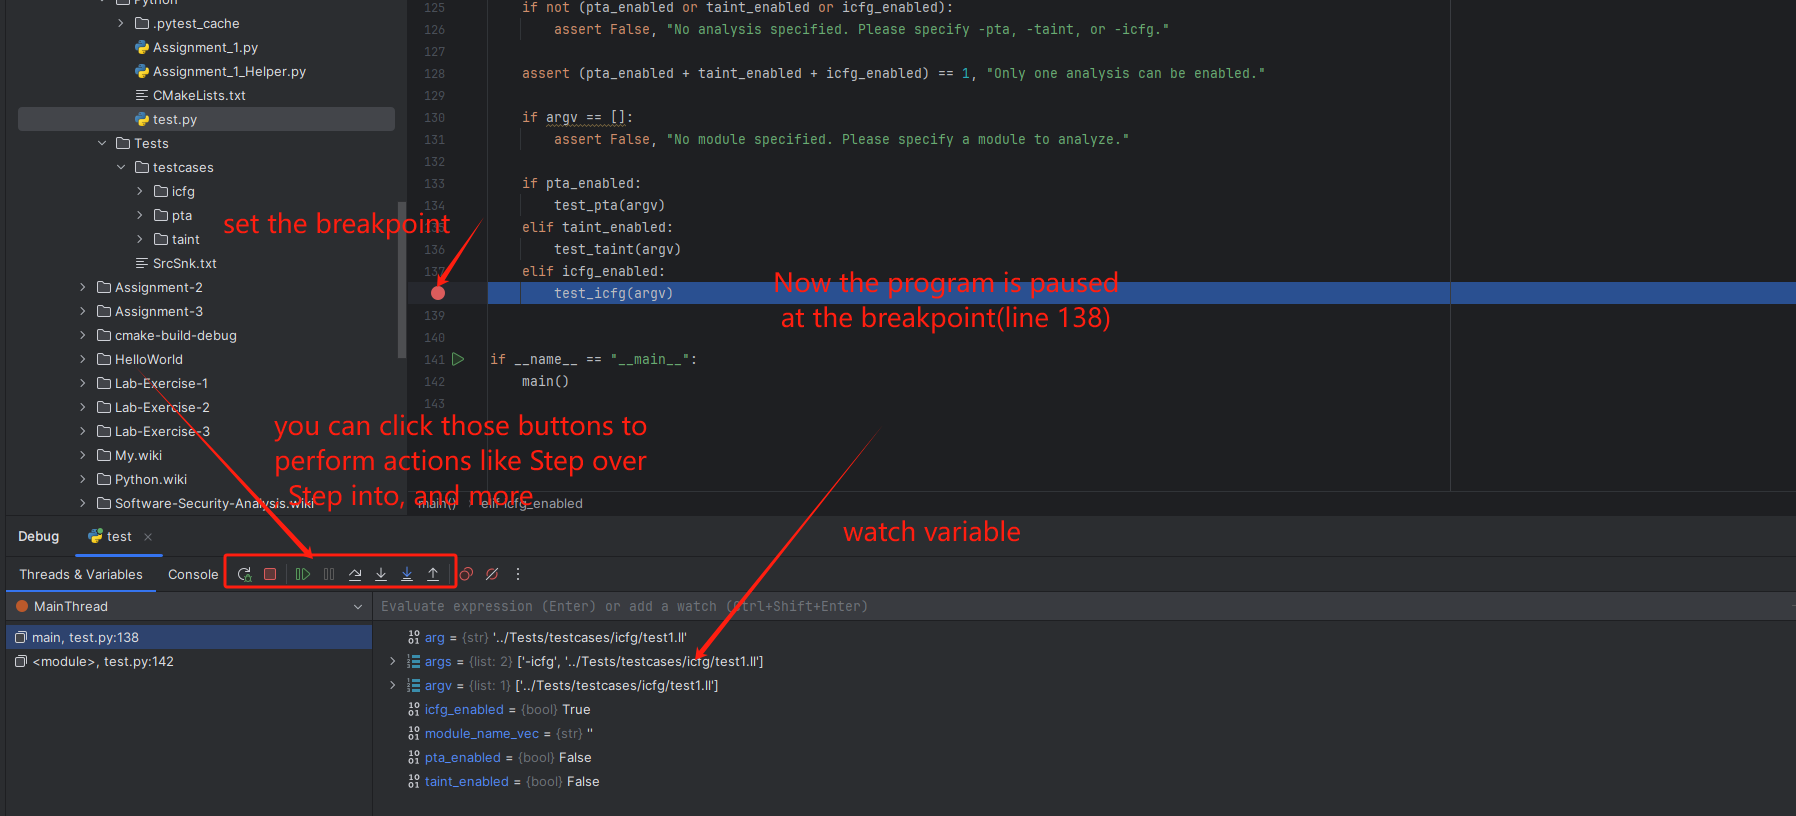 Python
.pytest_cache
Assignment_1.py
Assignment_1_Helper.py
CMakeLists.txt
test.py
Tests
testcases
icfg
pta
taint
SrcSnk.txt
Assignment-2
Assignment-3
cmake-build-debug
HelloWorld
Lab-Exercise-1
Lab-Exercise-2
Lab-Exercise-3
My.wiki
Python.wiki
Software-Security-Analysis.wiki
125 if not (pta_enabled or taint_enabled or icfg_enabled):
126 assert False, "No analysis specified. Please specify -pta, -taint, or -icfg."
127
128 assert (pta_enabled + taint_enabled + icfg_enabled) == 1, "Only one analysis can be enabled."
129
130 if argv == []:
131 assert False, "No module specified. Please specify a module to analyze."
132
133 if pta_enabled:
134 test_pta(argv)
135 elif taint_enabled:
136 test_taint(argv)
137 elif icfg_enabled:
test_icfg(argv)
139
140
141 if __name__ == "__main__":
142 main()
143
set the breakpoint
Now the program is paused
at the breakpoint(line 138)
you can click those buttons to
perform actions like Step over
Step into, and more
main() elif icfg_enabled
watch variable
Debug test
Threads & Variables Console
MainThread
main, test.py:138
<module>, test.py:142
Evaluate expression (Enter) or add a watch (Ctrl+Shift+Enter)
arg = {str} '../Tests/testcases/icfg/test1.ll'
args = {list: 2} ['-icfg', '../Tests/testcases/icfg/test1.ll']
argv = {list: 1} ['../Tests/testcases/icfg/test1.ll']
icfg_enabled = {bool} True
module_name_vec = {str} ''
pta_enabled = {bool} False
taint_enabled = {bool} False